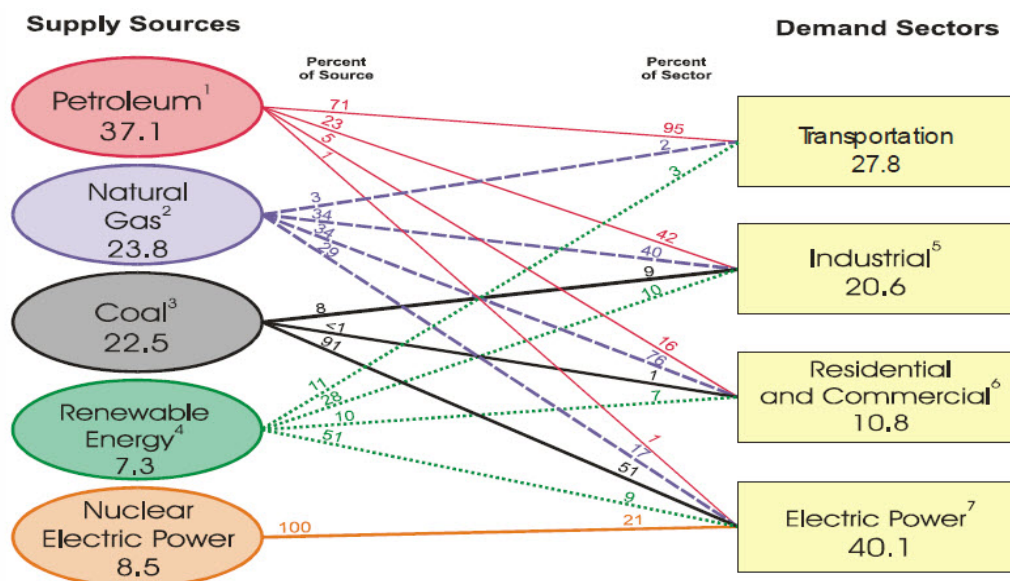 Supply Sources
Demand Sectors
Percent
of Source
Percent
of Sector
Petroleum¹
37.1
Natural
Gas²
23.8
Coal³
22.5
Renewable
Energy⁴
7.3
Nuclear
Electric Power
8.5
71
23
5
1
3
34
34
29
8
<1
91
11
28
10
51
100
95
2
3
42
40
9
10
16
76
1
7
1
17
51
9
21
Transportation
27.8
Industrial⁵
20.6
Residential
and Commercial⁶
10.8
Electric Power⁷
40.1